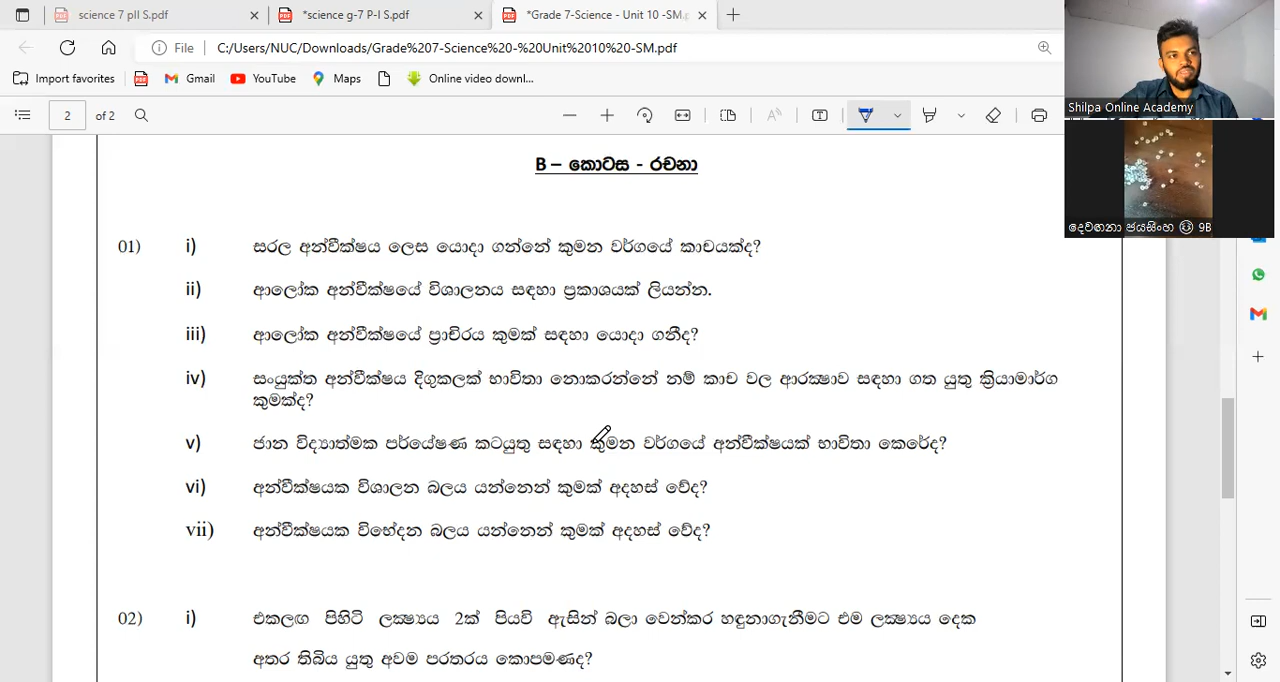 science 7 pII S.pdf
*science g-7 P-I S.pdf
*Grade 7-Science - Unit 10 -SM.p
File
C:/Users/NUC/Downloads/Grade%207-Science%20-%20Unit%2010%20-SM.pdf
Import favorites
Gmail
YouTube
Maps
Online video downl...
2
of 2
Shilpa Online Academy
දෙව්ඟනා ජයසිංහ 9B
B – කොටස - රචනා
01) i) සරල අන්වීක්ෂය ලෙස යොදා ගන්නේ කුමන වර්ගයේ කාචයක්ද?
ii) ආලෝක අන්වීක්ෂයේ විශාලනය සඳහා ප්‍රකාශයක් ලියන්න.
iii) ආලෝක අන්වීක්ෂයේ ප්‍රාචීරය කුමක් සඳහා යොදා ගනීද?
iv) සංයුක්ත අන්වීක්ෂය දිගුකලක් භාවිතා නොකරන්නේ නම් කාච වල ආරක්‍ෂාව සඳහා ගත යුතු ක්‍රියාමාර්ග
කුමක්ද?
v) ජාන විද්‍යාත්මක පර්යේෂණ කටයුතු සඳහා කුමන වර්ගයේ අන්වීක්ෂයක් භාවිතා කෙරේද?
vi) අන්වීක්ෂයක විශාලන බලය යන්නෙන් කුමක් අදහස් වේද?
vii) අන්වීක්ෂයක විභේදන බලය යන්නෙන් කුමක් අදහස් වේද?
02) i) එකලඟ පිහිටි ලක්‍ෂ්‍යය 2ක් පියවි ඇසින් බලා වෙන්කර හඳුනාගැනීමට එම ලක්‍ෂ්‍යය දෙක
අතර තිබිය යුතු අවම පරතරය කොපමණද?